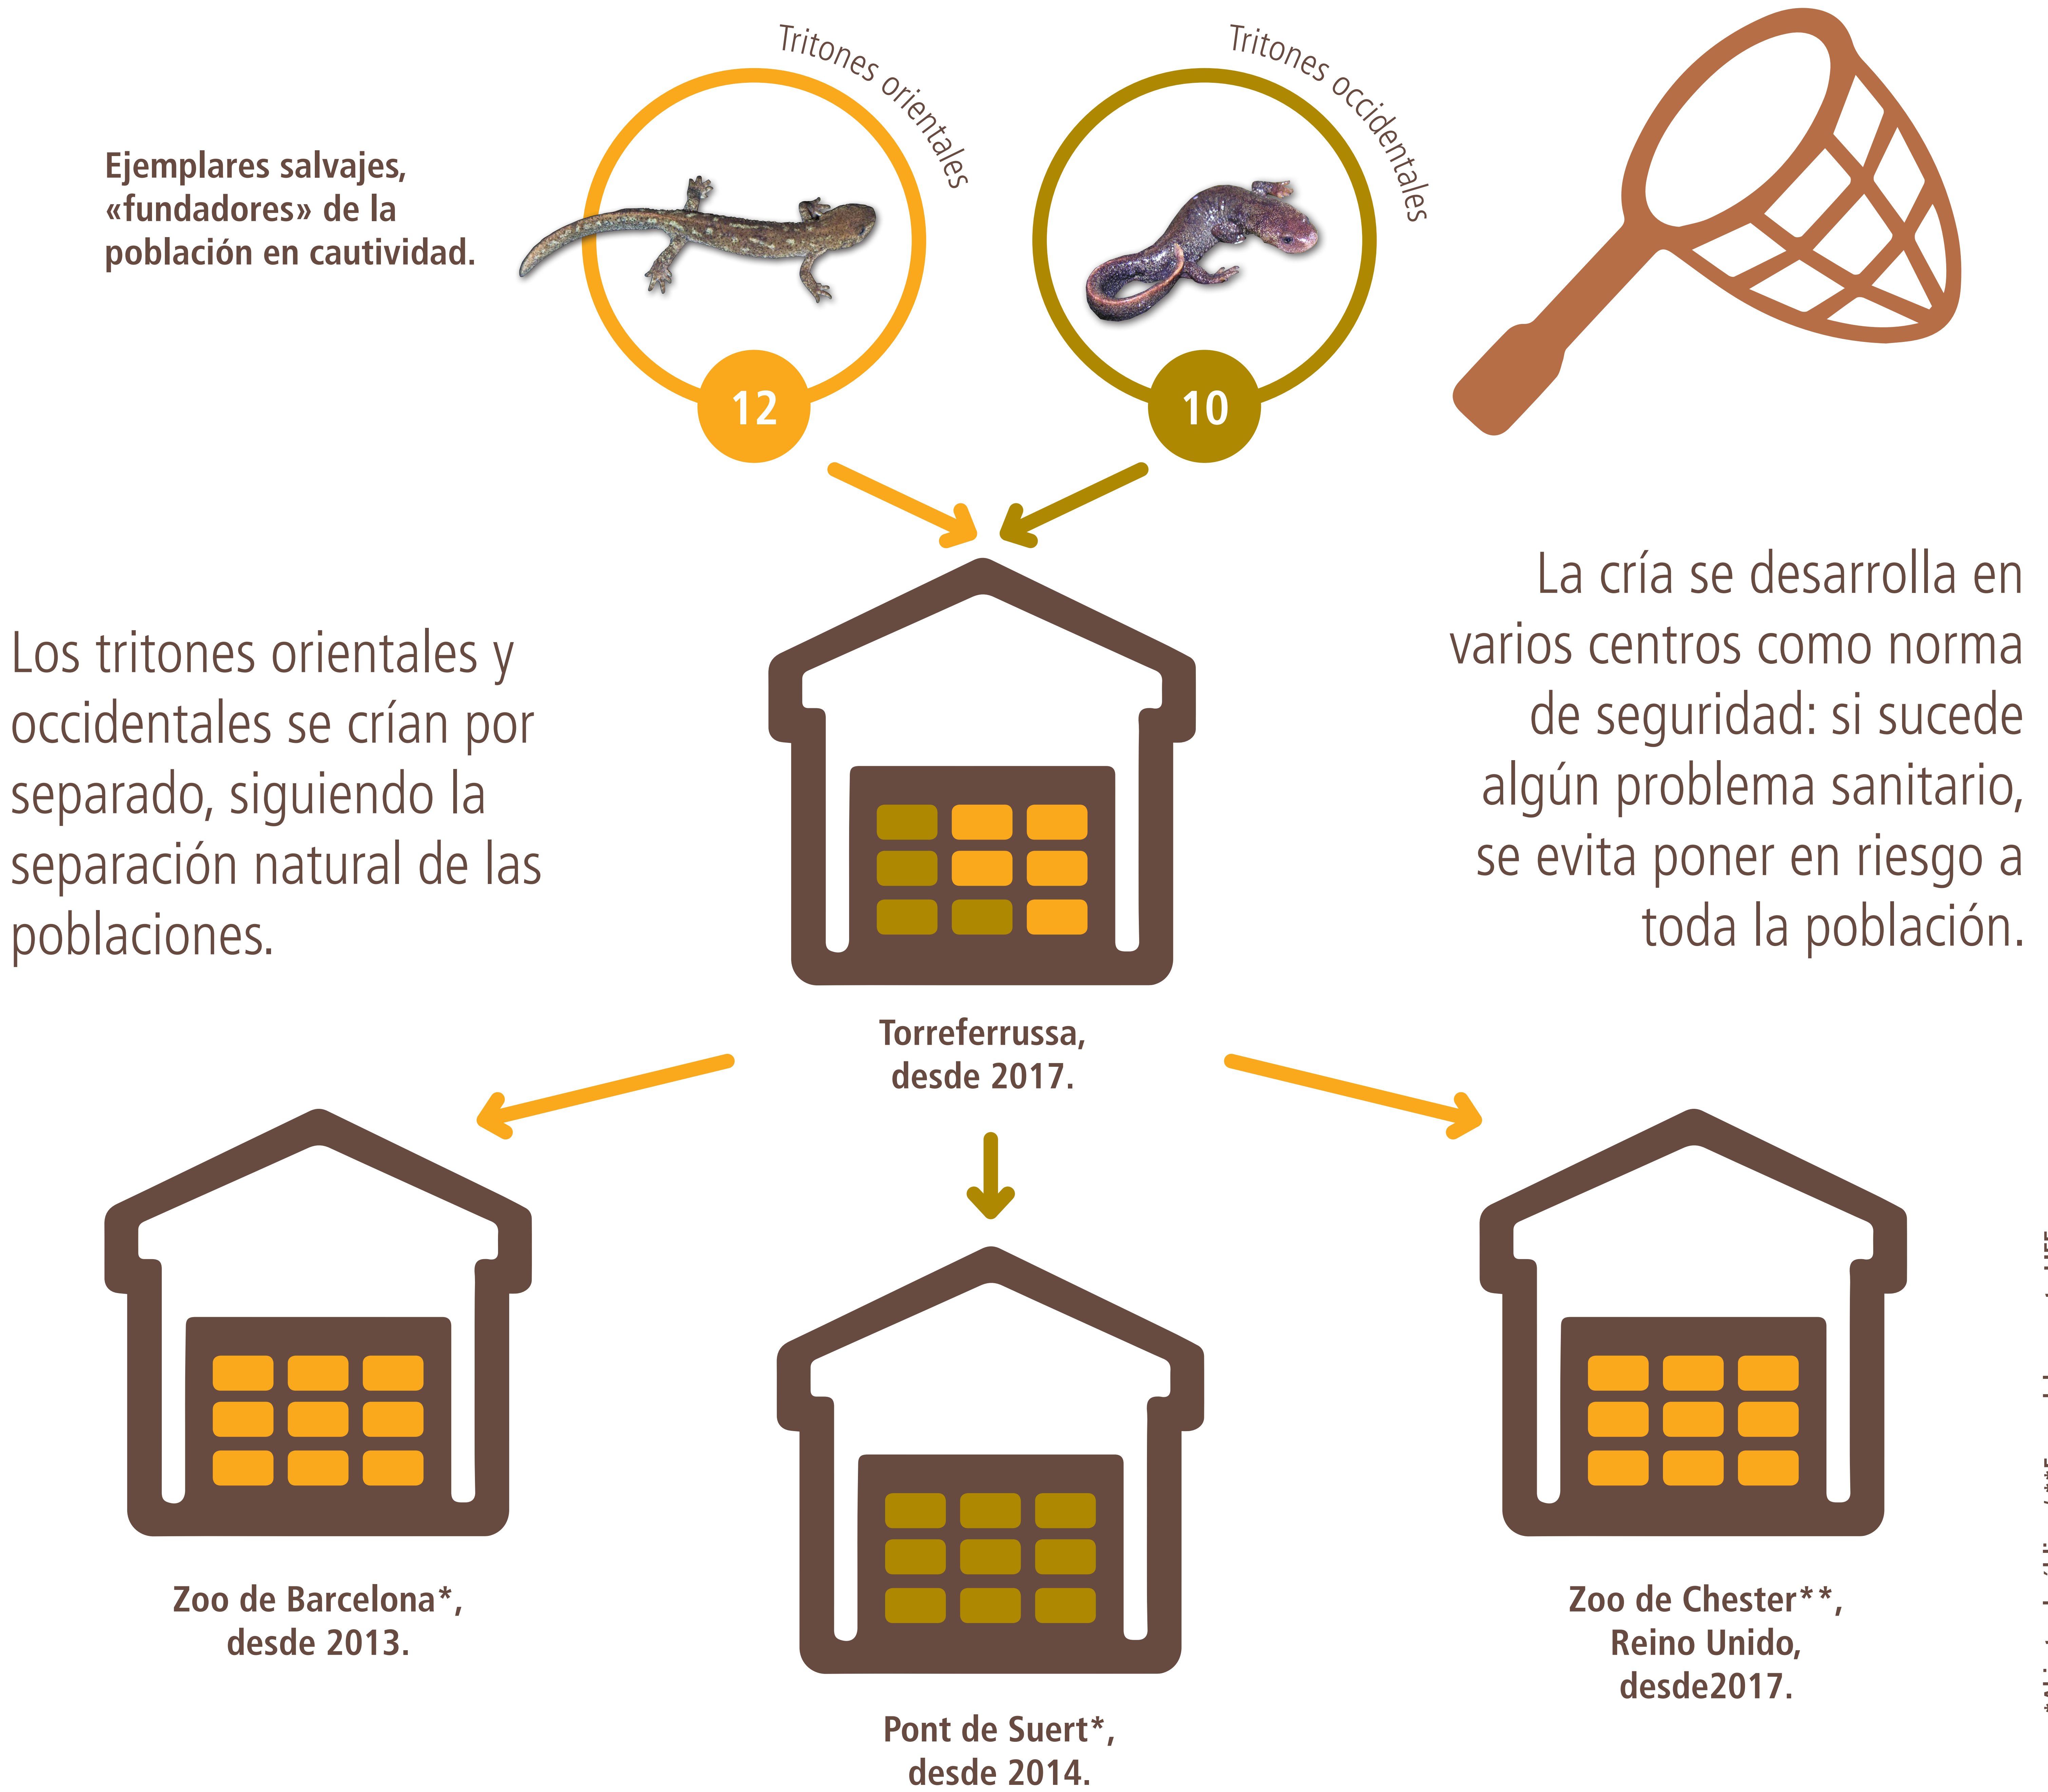 Tritones orientales
Tritones occidentales
Ejemplares salvajes,
«fundadores» de la
población en cautividad.
12
10
Los tritones orientales y
occidentales se crían por
separado, siguiendo la
separación natural de las
poblaciones.
La cría se desarrolla en
varios centros como norma
de seguridad: si sucede
algún problema sanitario,
se evita poner en riesgo a
toda la población.
Torreferrussa,
desde 2017.
Zoo de Barcelona*,
desde 2013.
Pont de Suert*,
desde 2014.
Zoo de Chester**,
Reino Unido,
desde2017.